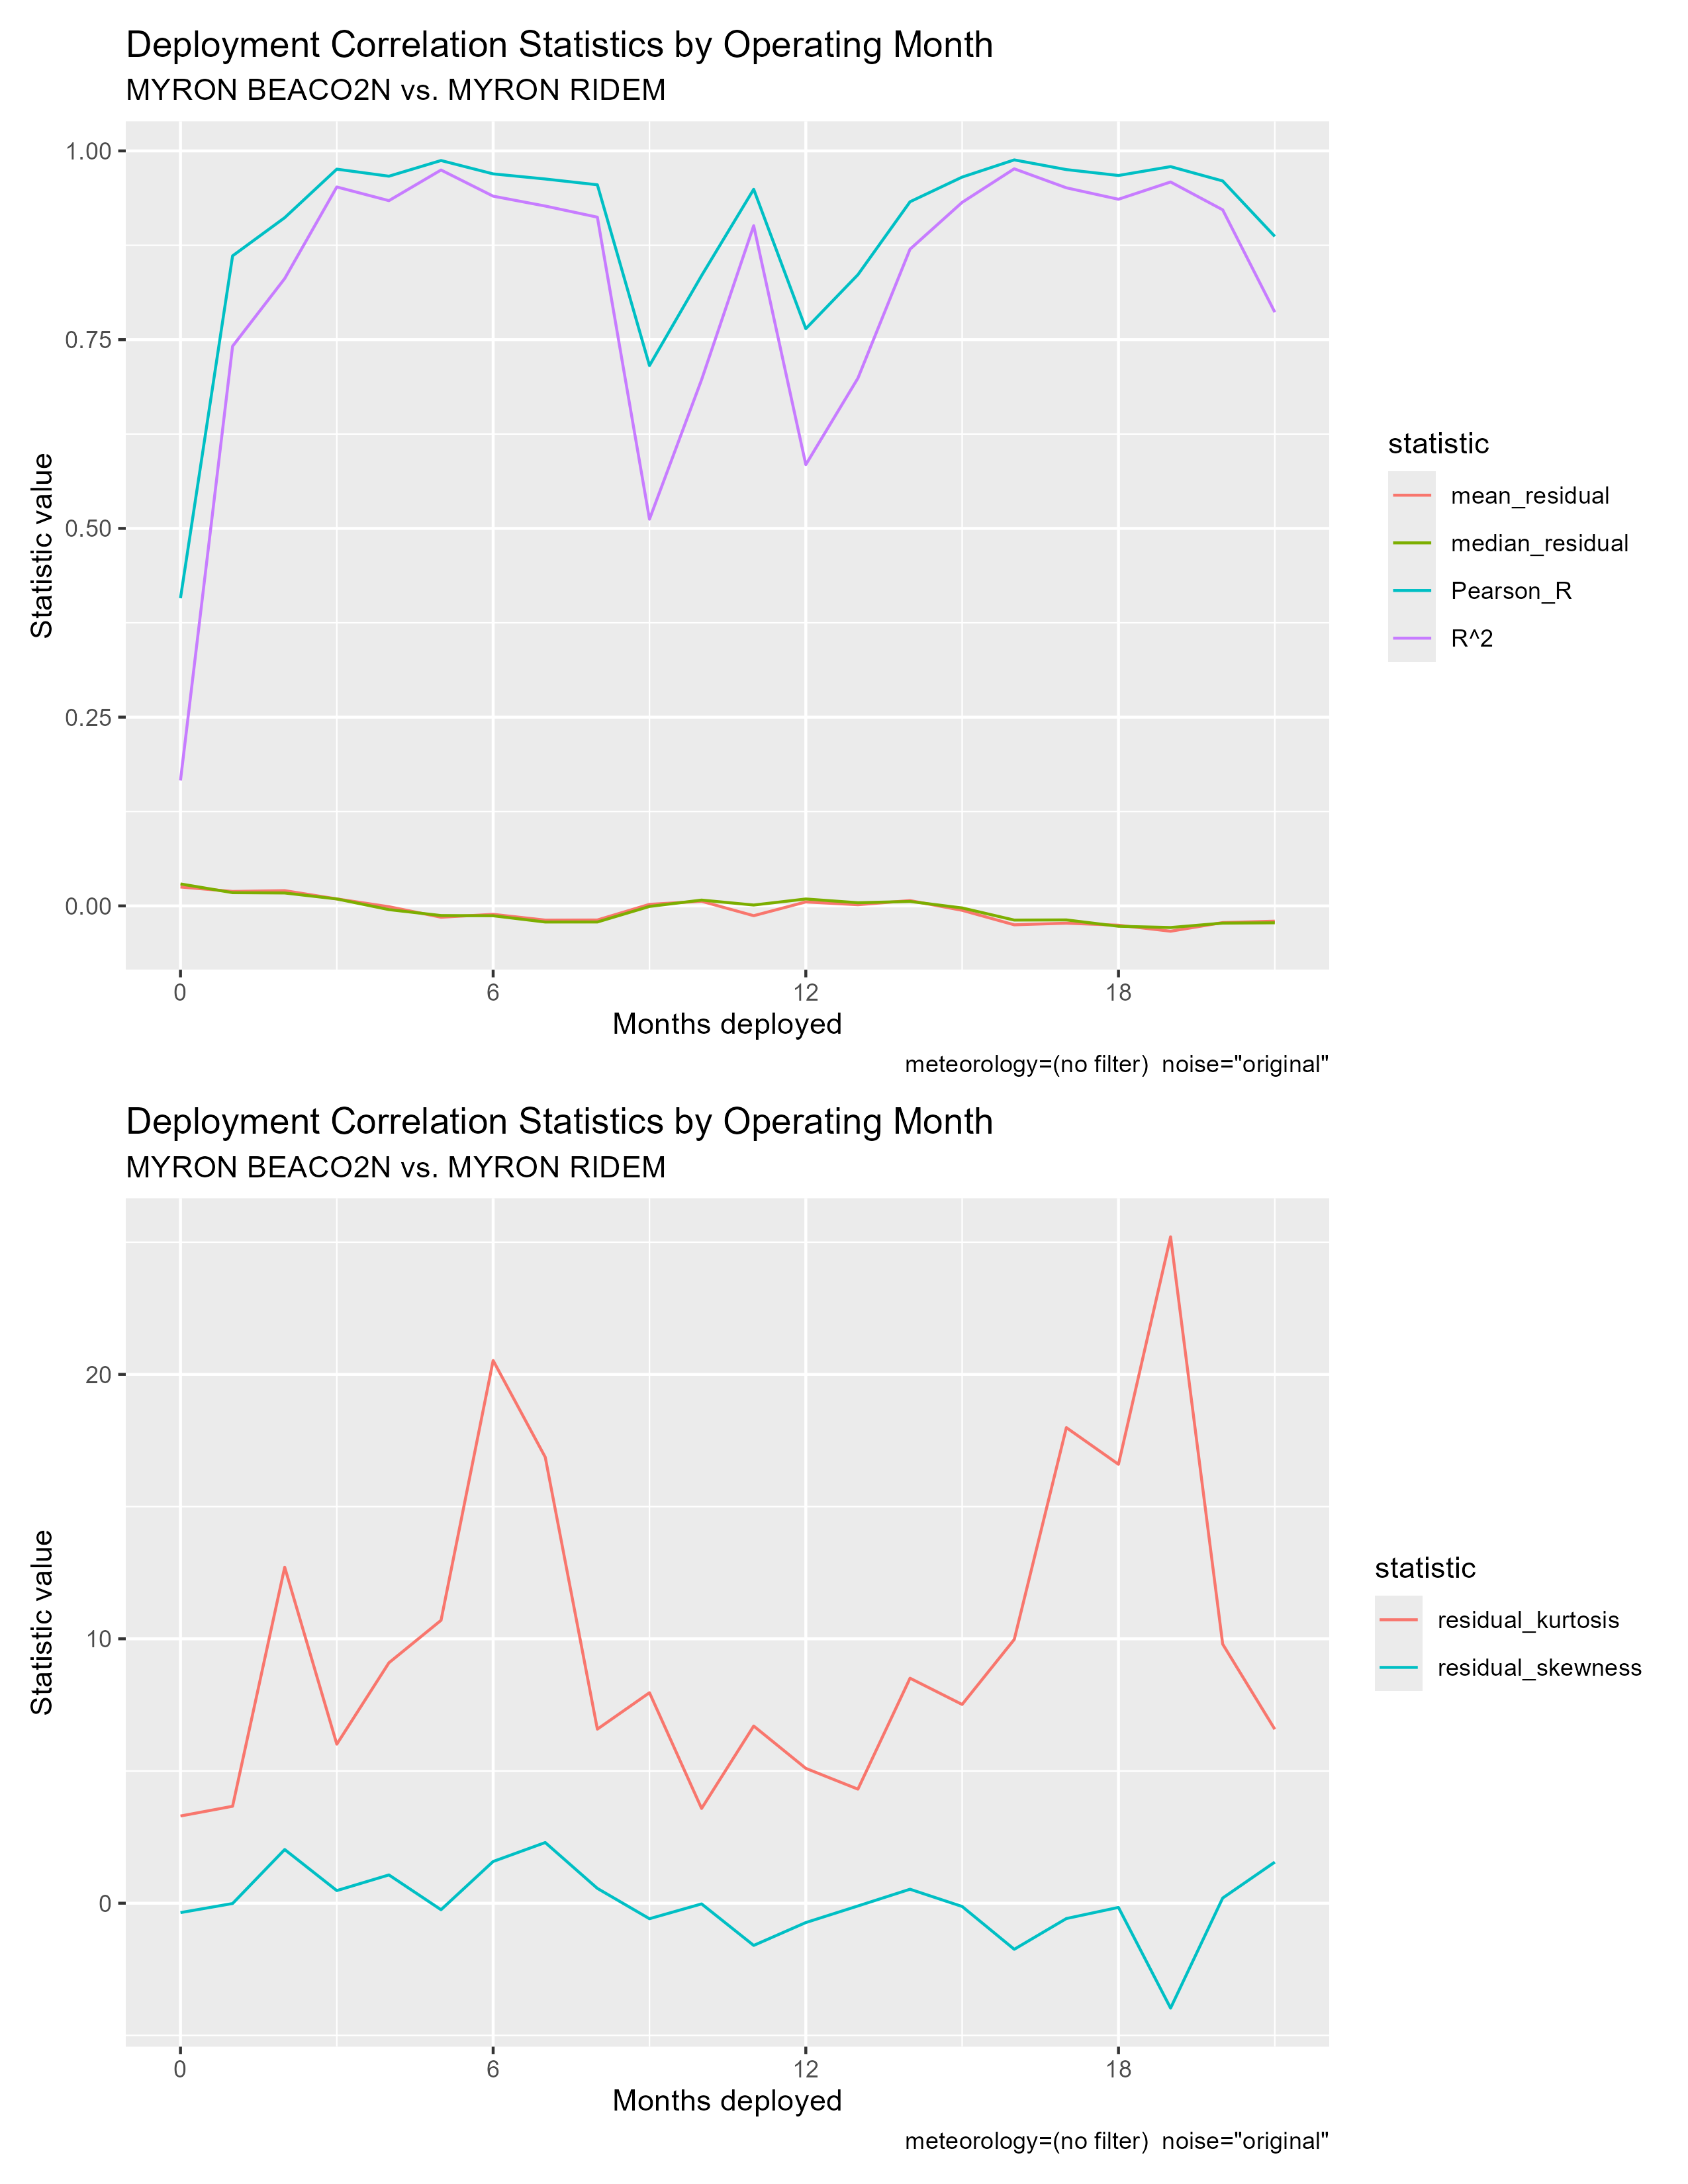 Deployment Correlation Statistics by Operating Month
MYRON BEACO2N vs. MYRON RIDEM
Statistic value
1.00
0.75
0.50
0.25
0.00
0
6
12
18
Months deployed
meteorology=(no filter)  noise="original"
statistic
mean_residual
median_residual
Pearson_R
R^2
Deployment Correlation Statistics by Operating Month
MYRON BEACO2N vs. MYRON RIDEM
Statistic value
20
10
0
0
6
12
18
Months deployed
meteorology=(no filter)  noise="original"
statistic
residual_kurtosis
residual_skewness